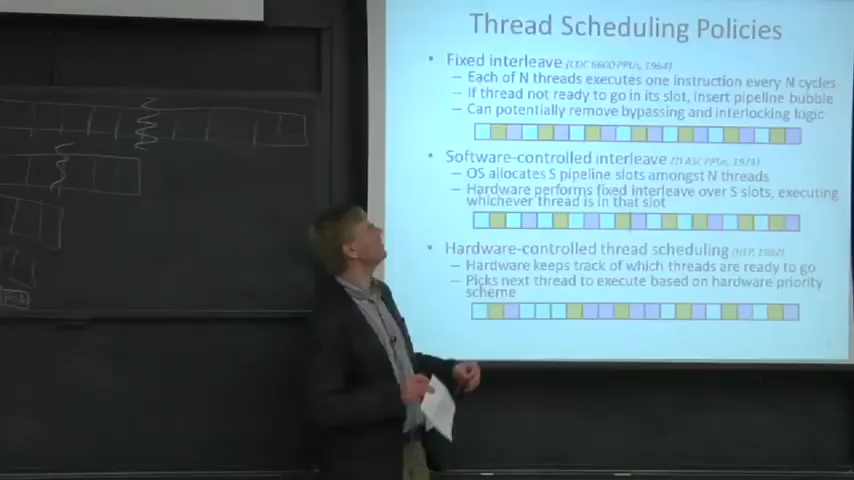 Thread Scheduling Policies
• Fixed interleave (CDC 6600 PPUs, 1964)
– Each of N threads executes one instruction every N cycles
– If thread not ready to go in its slot, insert pipeline bubble
– Can potentially remove bypassing and interlocking logic
• Software-controlled interleave (TI ASC PPUs, 1971)
– OS allocates S pipeline slots amongst N threads
– Hardware performs fixed interleave over S slots, executing
whichever thread is in that slot
• Hardware-controlled thread scheduling (HEP, 1982)
– Hardware keeps track of which threads are ready to go
– Picks next thread to execute based on hardware priority
scheme